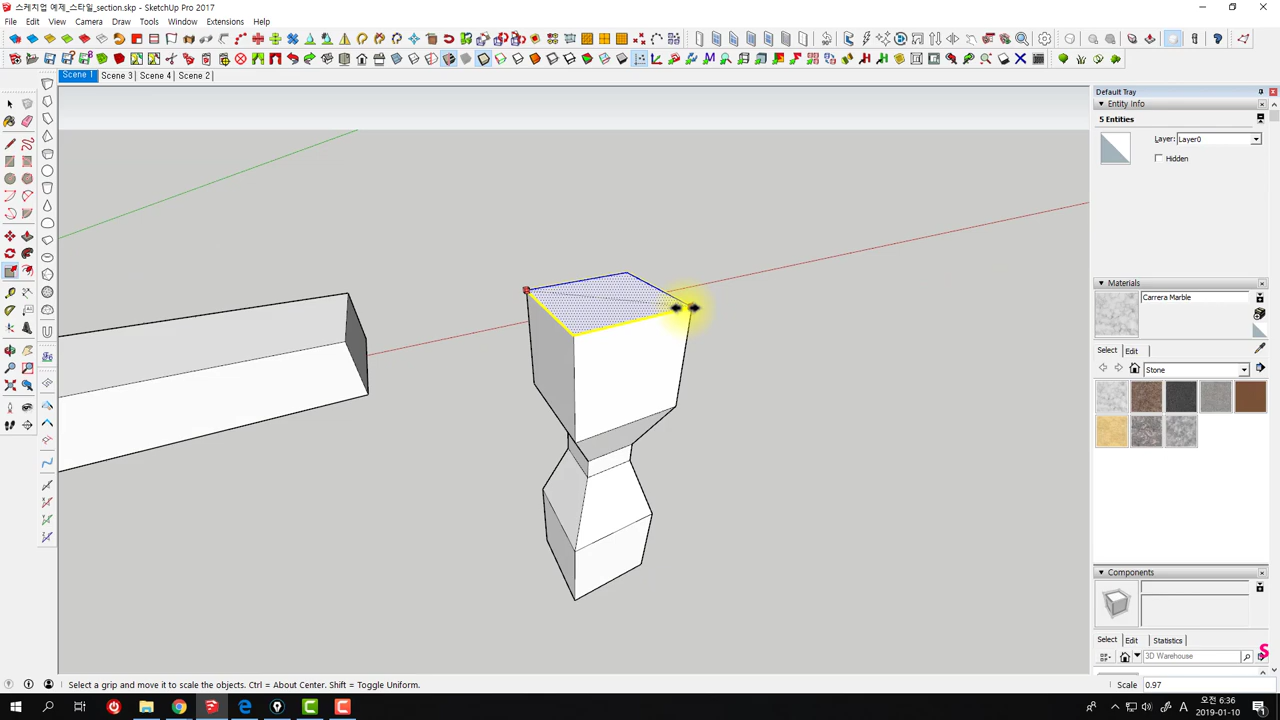 스케치업 예제_스타일_section.skp - SketchUp Pro 2017
File Edit View Camera Draw Tools Window Extensions Help
Scene 1 Scene 3 Scene 4 Scene 2
Default Tray
Entity Info
5 Entities
Layer: Layer0
Hidden
Materials
Carrera Marble
Select Edit
Stone
Components
Select Edit Statistics
3D Warehouse
Select a grip and move it to scale the objects. Ctrl = About Center. Shift = Toggle Uniform.
Scale 0.97
A 오전 6:36
2019-01-10